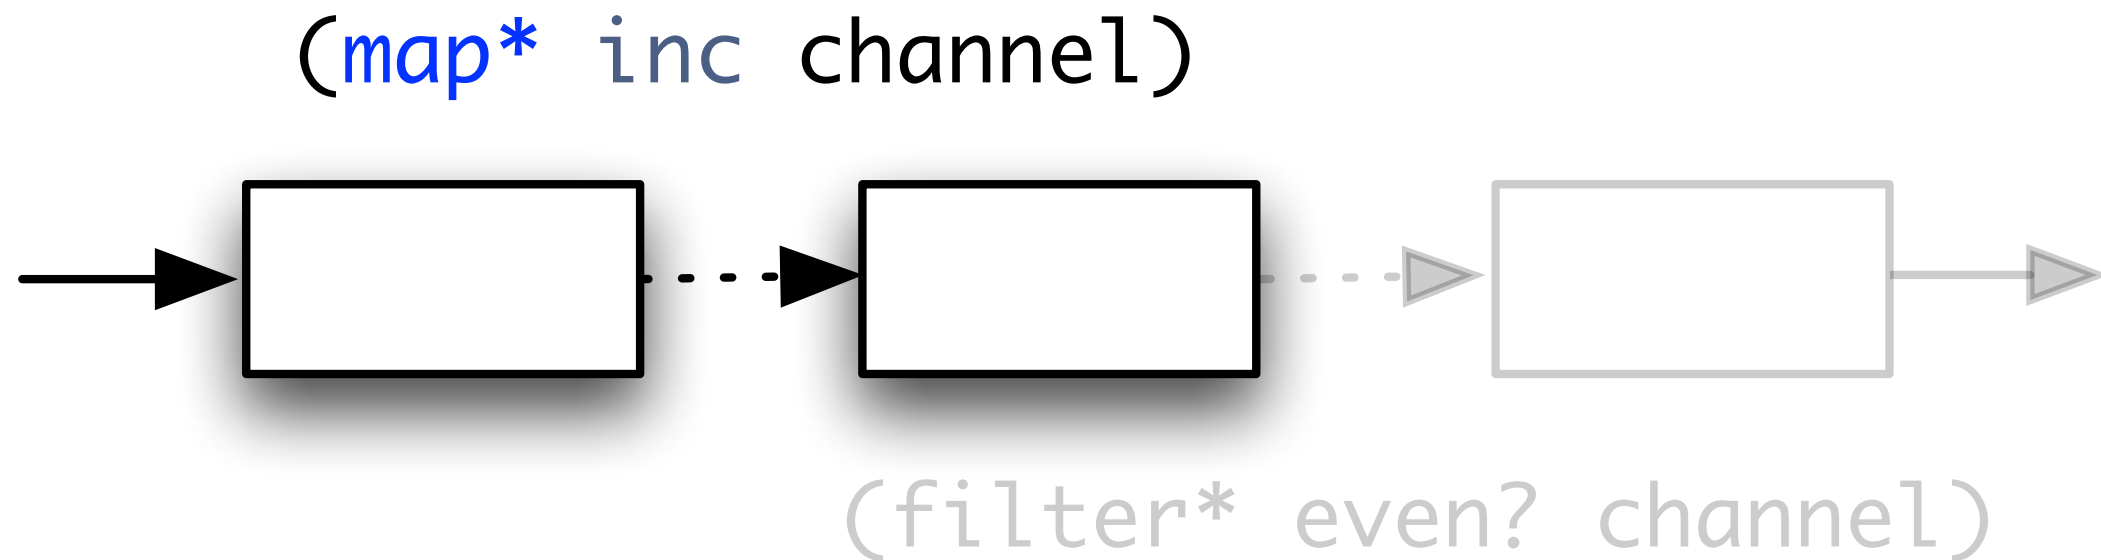 (map* inc channel)
(filter* even? channel)